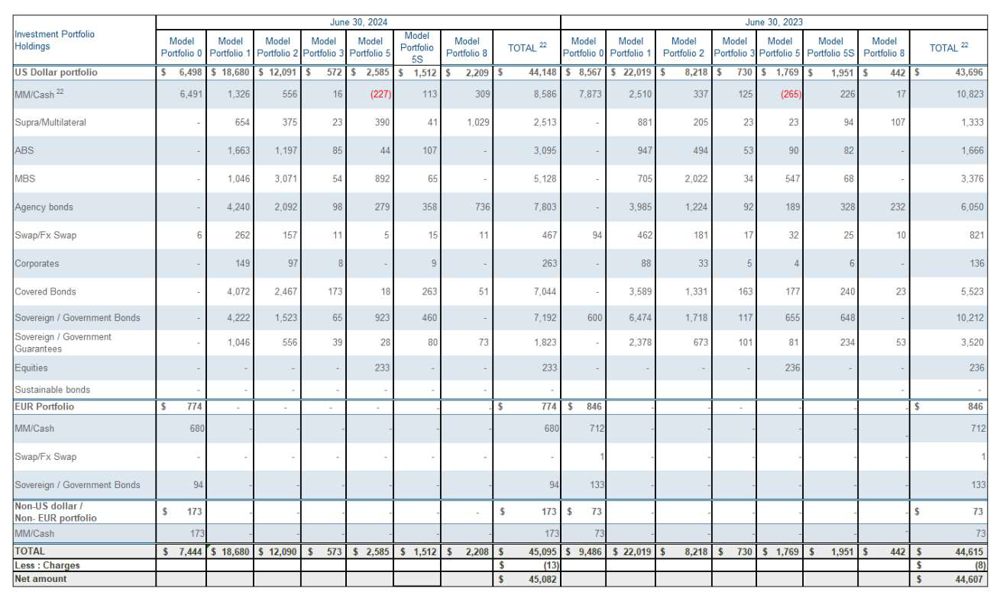 June 30, 2024 June 30, 2023
Investment Portfolio Holdings Model Portfolio 0 Model Portfolio 1 Model Portfolio 2 Model Portfolio 3 Model Portfolio 5 Model Portfolio 5S Model Portfolio 8 TOTAL 22 Model Portfolio 0 Model Portfolio 1 Model Portfolio 2 Model Portfolio 3 Model Portfolio 5 Model Portfolio 5S Model Portfolio 8 TOTAL 22
US Dollar portfolio $ 6,498 $ 18,680 $ 12,091 $ 572 $ 2,585 $ 1,512 $ 2,209 $ 44,148 $ 8,567 $ 22,019 $ 8,218 $ 730 $ 1,769 $ 1,951 $ 442 $ 43,696
MM/Cash 22 6,491 1,326 556 16 (227) 113 309 8,586 7,873 2,510 337 125 (265) 226 17 10,823
Supra/Multilateral - 654 375 23 390 41 1,029 2,513 - 881 205 23 23 94 107 1,333
ABS - 1,663 1,197 85 44 107 - 3,095 - 947 494 53 90 82 - 1,666
MBS - 1,046 3,071 54 892 65 - 5,128 - 705 2,022 34 547 68 - 3,376
Agency bonds - 4,240 2,092 98 279 358 736 7,803 - 3,985 1,224 92 189 328 232 6,050
Swap/Fx Swap 6 262 157 11 5 15 11 467 94 462 181 17 32 25 10 821
Corporates - 149 97 8 - 9 - 263 - 88 33 5 4 6 - 136
Covered Bonds - 4,072 2,467 173 18 263 51 7,044 - 3,589 1,331 163 177 240 23 5,523
Sovereign / Government Bonds - 4,222 1,523 65 923 460 - 7,192 600 6,474 1,718 117 655 648 - 10,212
Sovereign / Government Guarantees - 1,046 556 39 28 80 73 1,823 - 2,378 673 101 81 234 53 3,520
Equities - - - - 233 - - 233 - - - - 236 - - 236
Sustainable bonds - - - - - - - - - -
EUR Portfolio $ 774 - - - - - - $ 774 $ 846 - - - - - - $ 846
MM/Cash 680 - - - - - - 680 712 - - - - - - 712
Swap/Fx Swap - - - - - - - - 1 - - - - - - 1
Sovereign / Government Bonds 94 - - - - - - 94 133 - - - - - - 133
Non-US dollar / Non- EUR portfolio $ 173 - - - - - - $ 173 $ 73 - - - - - - $ 73
MM/Cash 173 - - - - - - 173 73 - - - - - - 73
TOTAL $ 7,444 $ 18,680 $ 12,090 $ 573 $ 2,585 $ 1,512 $ 2,208 $ 45,095 $ 9,486 $ 22,019 $ 8,218 $ 730 $ 1,769 $ 1,951 $ 442 $ 44,615
Less : Charges $ (13) $ (8)
Net amount $ 45,082 $ 44,607